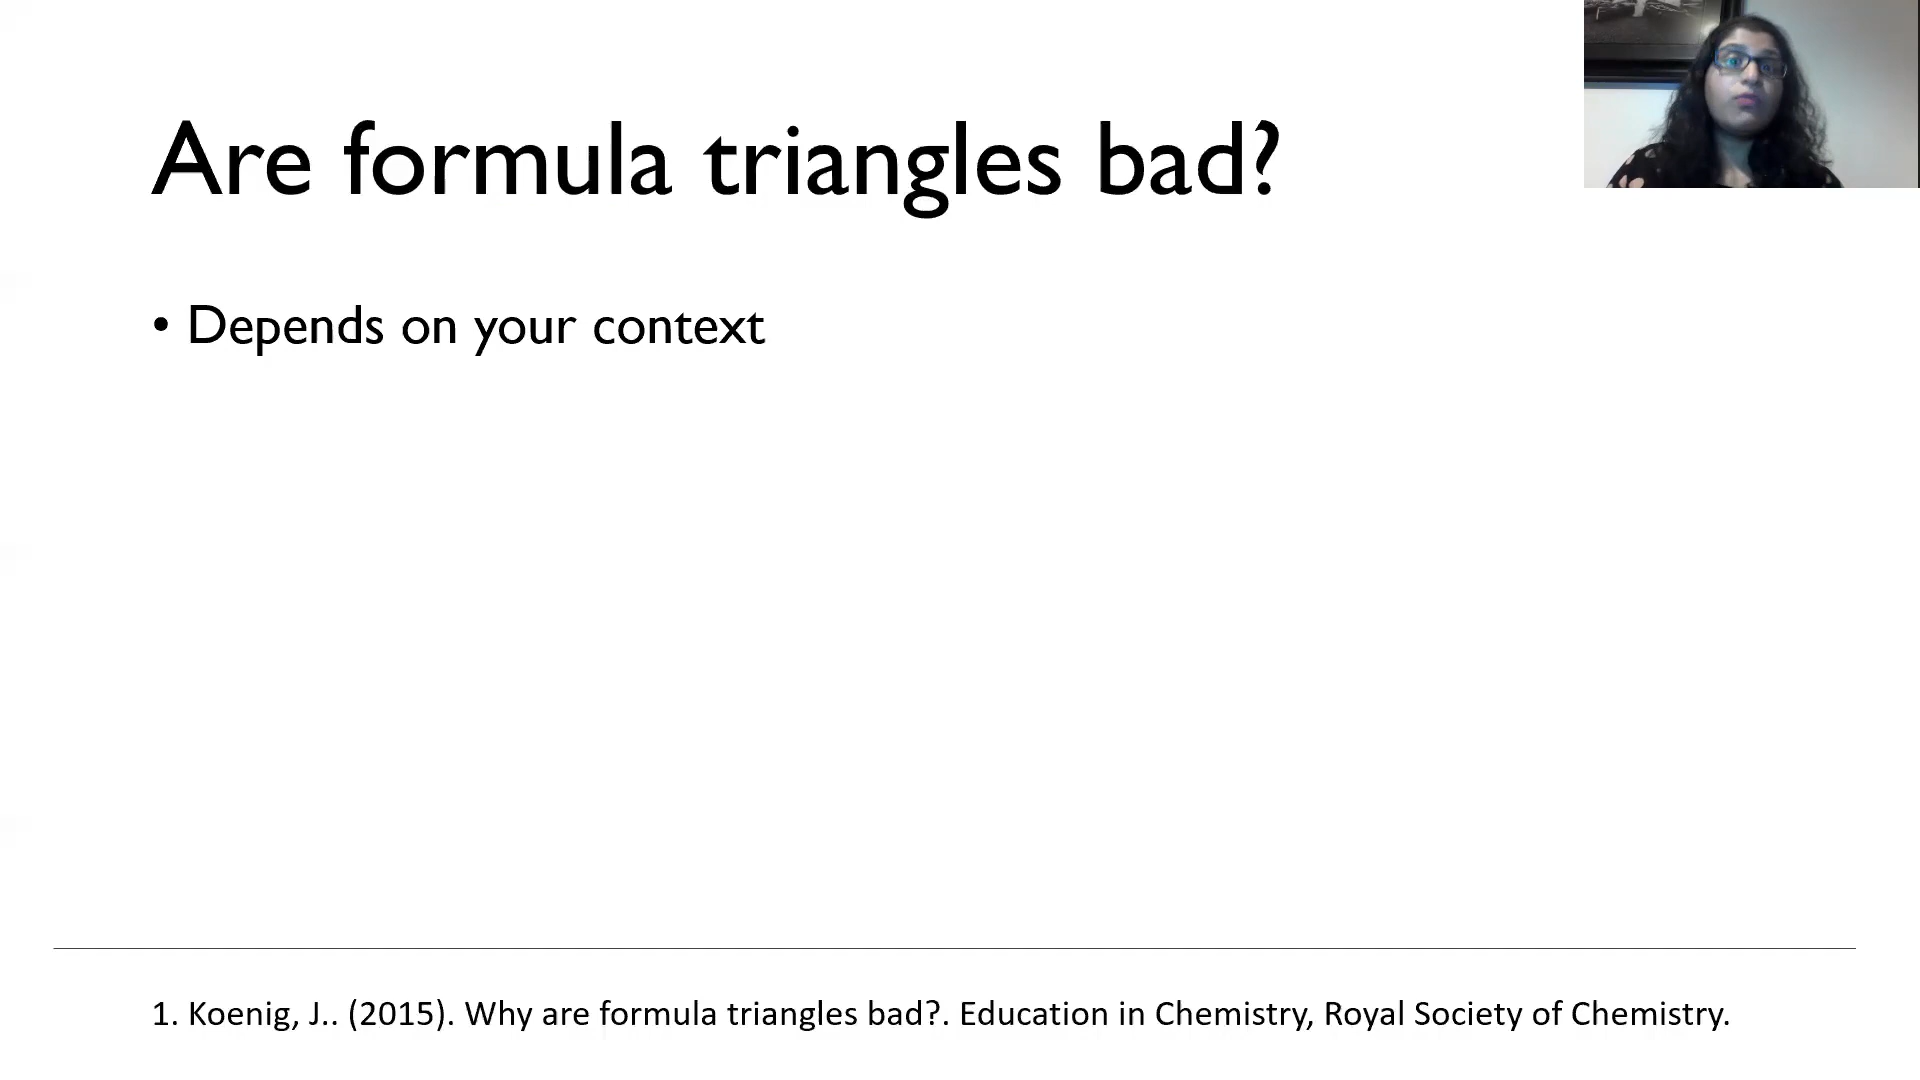 Are formula triangles bad?
• Depends on your context
1. Koenig, J.. (2015). Why are formula triangles bad?. Education in Chemistry, Royal Society of Chemistry.